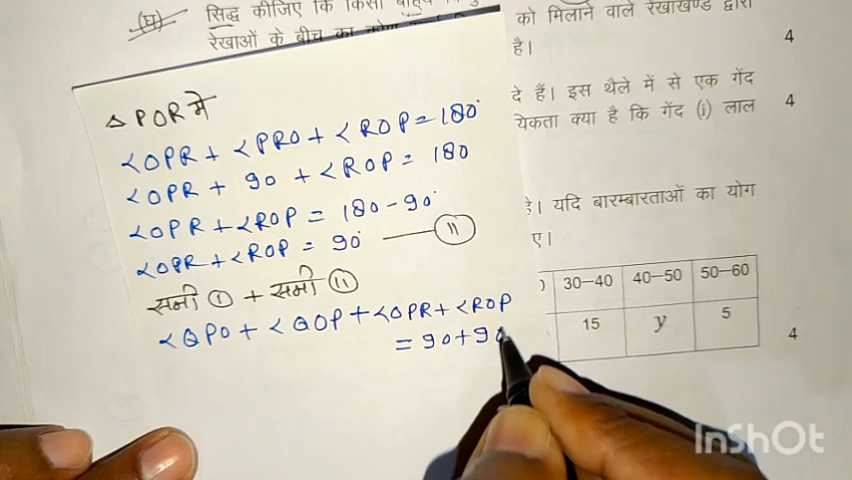 (घ) सिद्ध कीजिए कि किसी बाह्य
रेखाओं के बीच का
को मिलाने वाले रेखाखण्ड द्वारा
है।
4
दे हैं। इस थैले में से एक गेंद
येकता क्या है कि गेंद (i) लाल
4
है। यदि बारम्बारताओं का योग
ए।
30–40 40–50 50–60
15 y 5
4
△ POR मे
<OPR + <PRO + <ROP = 180°
<OPR + 90 + <ROP = 180
<OPR + <ROP = 180 - 90°
<OPR + <ROP = 90° —— (II)
समी (I) + समी (II)
<QPO + <QOP + <OPR + <ROP
= 90 + 90
InShOt